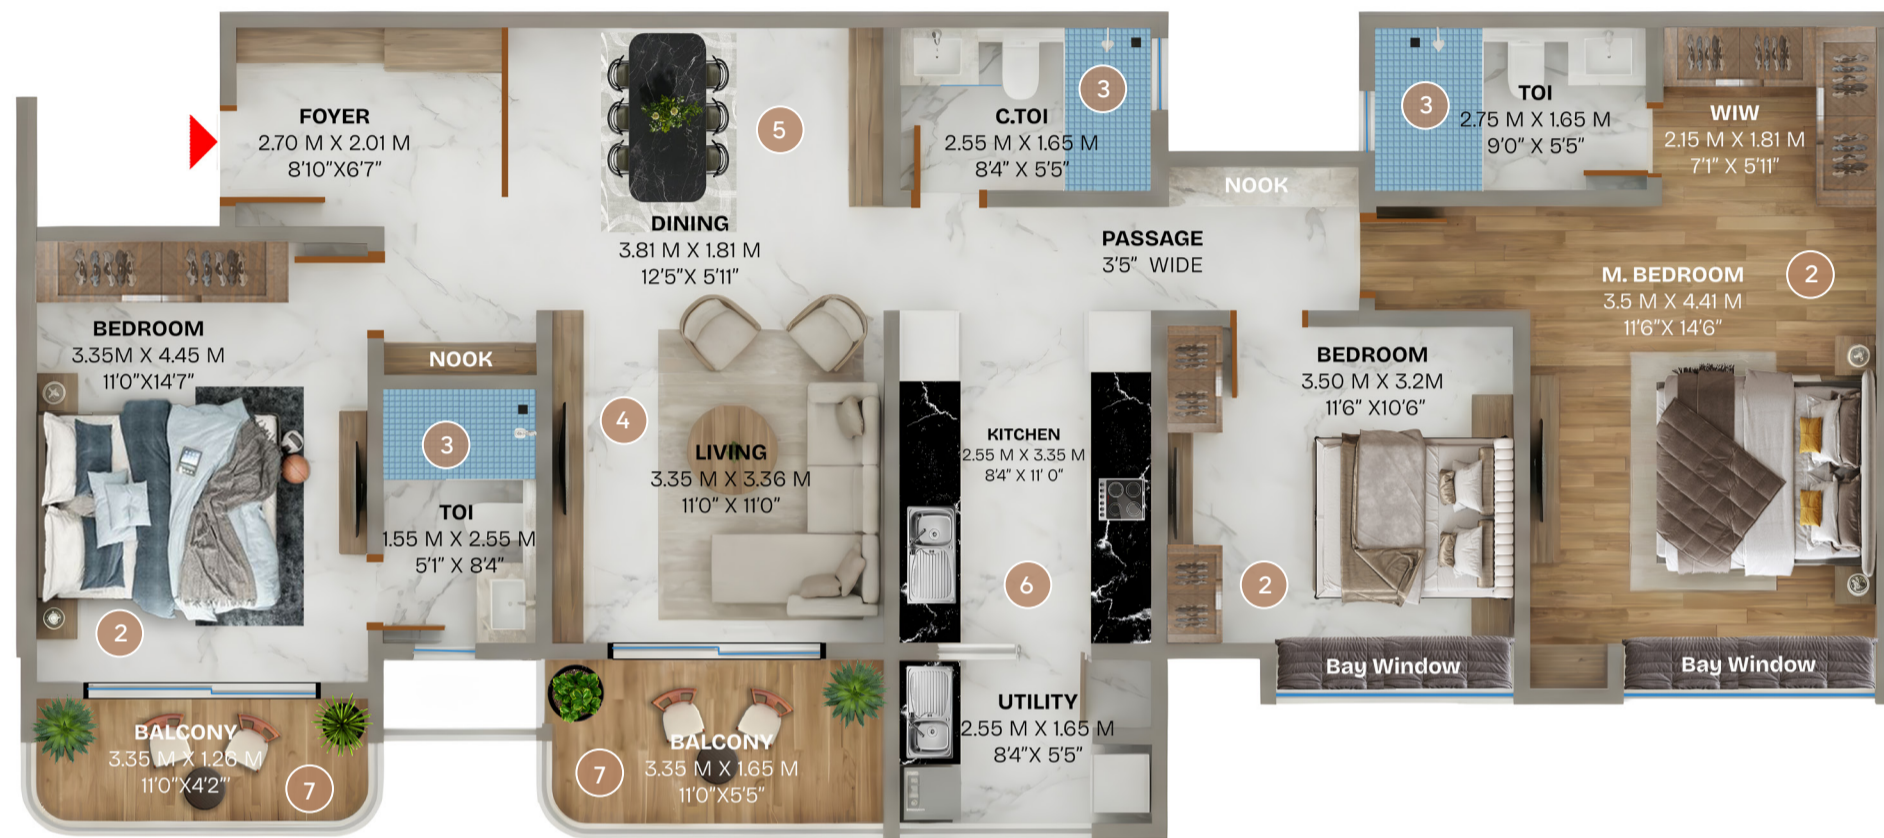 FOYER
2.70 M X 2.01 M
8'10"X6'7"
5
DINING
3.81 M X 1.81 M
12'5"X 5'11"
C.TOI
2.55 M X 1.65 M
8'4" X 5'5"
3
NOOK
3
TOI
2.75 M X 1.65 M
9'0" X 5'5"
WIW
2.15 M X 1.81 M
7'1" X 5'11"
PASSAGE
3'5" WIDE
M. BEDROOM
3.5 M X 4.41 M
11'6"X 14'6"
2
BEDROOM
3.35M X 4.45 M
11'0"X14'7"
2
NOOK
3
TOI
1.55 M X 2.55 M
5'1" X 8'4"
4
LIVING
3.35 M X 3.36 M
11'0" X 11'0"
KITCHEN
2.55 M X 3.35 M
8'4" X 11' 0"
6
BEDROOM
3.50 M X 3.2M
11'6" X10'6"
2
Bay Window
Bay Window
BALCONY
3.35 M X 1.26 M
11'0"X4'2"'
7
BALCONY
3.35 M X 1.65 M
11'0"X5'5"
7
UTILITY
2.55 M X 1.65 M
8'4"X 5'5"